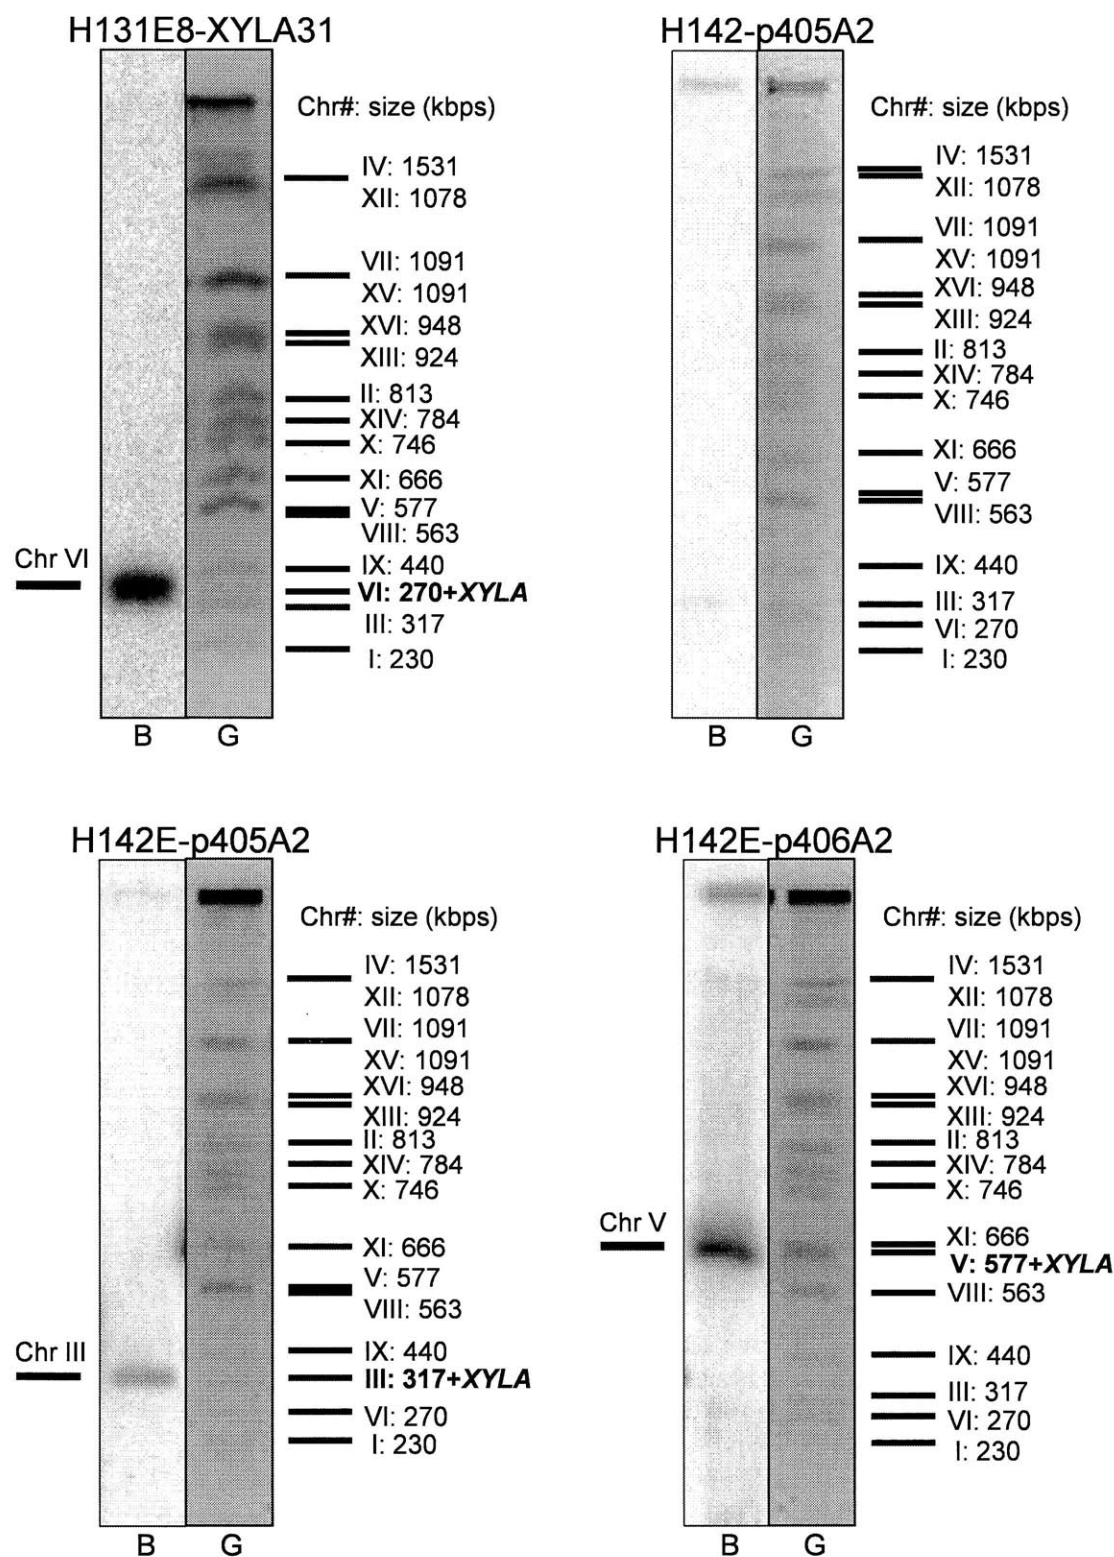 H131E8-XYLA31
Chr#: size (kbps)
IV: 1531
XII: 1078
VII: 1091
XV: 1091
XVI: 948
XIII: 924
II: 813
XIV: 784
X: 746
XI: 666
V: 577
VIII: 563
Chr VI
IX: 440
VI: 270+XYLA
III: 317
I: 230
B
G
H142-p405A2
Chr#: size (kbps)
IV: 1531
XII: 1078
VII: 1091
XV: 1091
XVI: 948
XIII: 924
II: 813
XIV: 784
X: 746
XI: 666
V: 577
VIII: 563
IX: 440
III: 317
VI: 270
I: 230
B
G
H142E-p405A2
Chr#: size (kbps)
IV: 1531
XII: 1078
VII: 1091
XV: 1091
XVI: 948
XIII: 924
II: 813
XIV: 784
X: 746
XI: 666
V: 577
VIII: 563
Chr III
IX: 440
III: 317+XYLA
VI: 270
I: 230
B
G
H142E-p406A2
Chr#: size (kbps)
IV: 1531
XII: 1078
VII: 1091
XV: 1091
XVI: 948
XIII: 924
II: 813
XIV: 784
X: 746
Chr V
XI: 666
V: 577+XYLA
VIII: 563
IX: 440
III: 317
VI: 270
I: 230
B
G